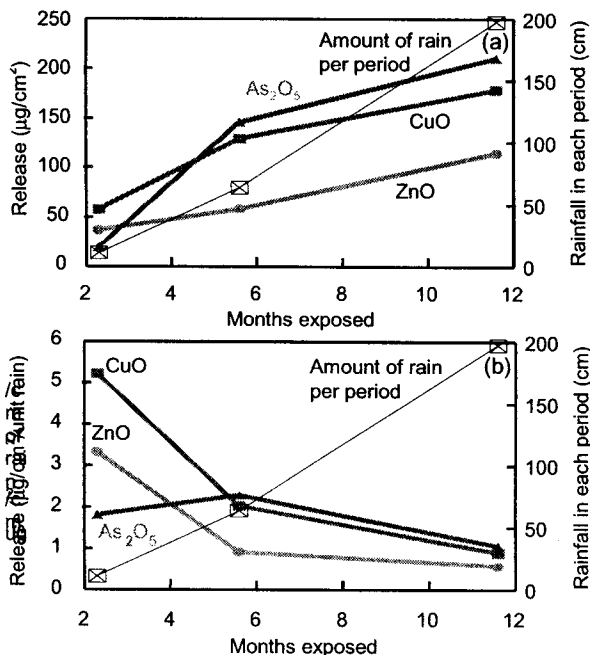 250
200
150
100
50
0
Release (µg/cm²)
Amount of rain
per period
(a)
As₂O₅
CuO
ZnO
200
150
100
50
0
Rainfall in each period (cm)
2 4 6 8 10 12
Months exposed
6
5
4
3
2
1
0
CuO
ZnO
As₂O₅
Amount of rain
per period
(b)
200
150
100
50
0
Rainfall in each period (cm)
2 4 6 8 10 12
Months exposed